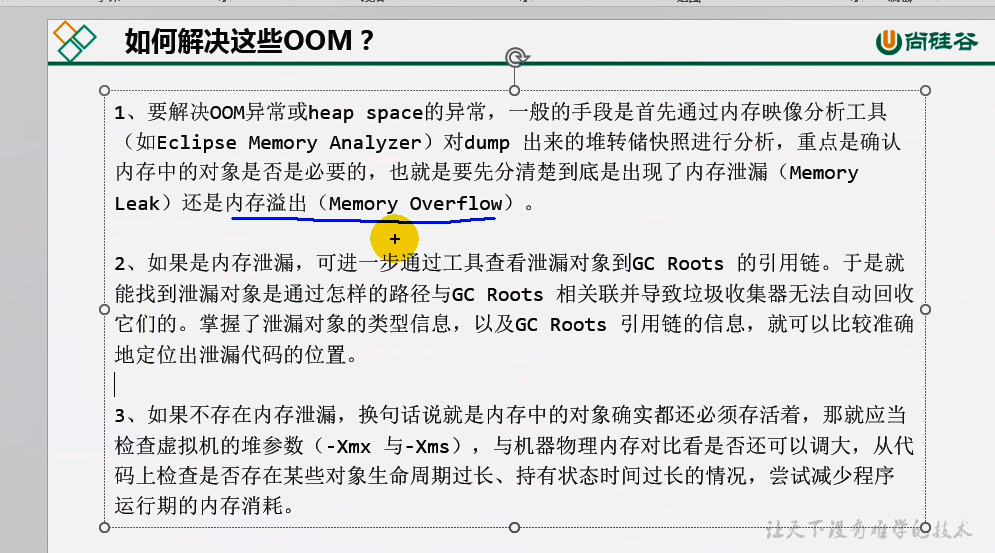 如何解决这些OOM？
尚硅谷
1、要解决OOM异常或heap space的异常，一般的手段是首先通过内存映像分析工具
（如Eclipse Memory Analyzer）对dump 出来的堆转储快照进行分析，重点是确认
内存中的对象是否是必要的，也就是要先分清楚到底是出现了内存泄漏（Memory
Leak）还是内存溢出（Memory Overflow）。
2、如果是内存泄漏，可进一步通过工具查看泄漏对象到GC Roots 的引用链。于是就
能找到泄漏对象是通过怎样的路径与GC Roots 相关联并导致垃圾收集器无法自动回收
它们的。掌握了泄漏对象的类型信息，以及GC Roots 引用链的信息，就可以比较准确
地定位出泄漏代码的位置。
3、如果不存在内存泄漏，换句话说就是内存中的对象确实都还必须存活着，那就应当
检查虚拟机的堆参数（-Xmx 与-Xms），与机器物理内存对比看是否还可以调大，从代
码上检查是否存在某些对象生命周期过长、持有状态时间过长的情况，尝试减少程序
运行期的内存消耗。
让天下没有难学的技术